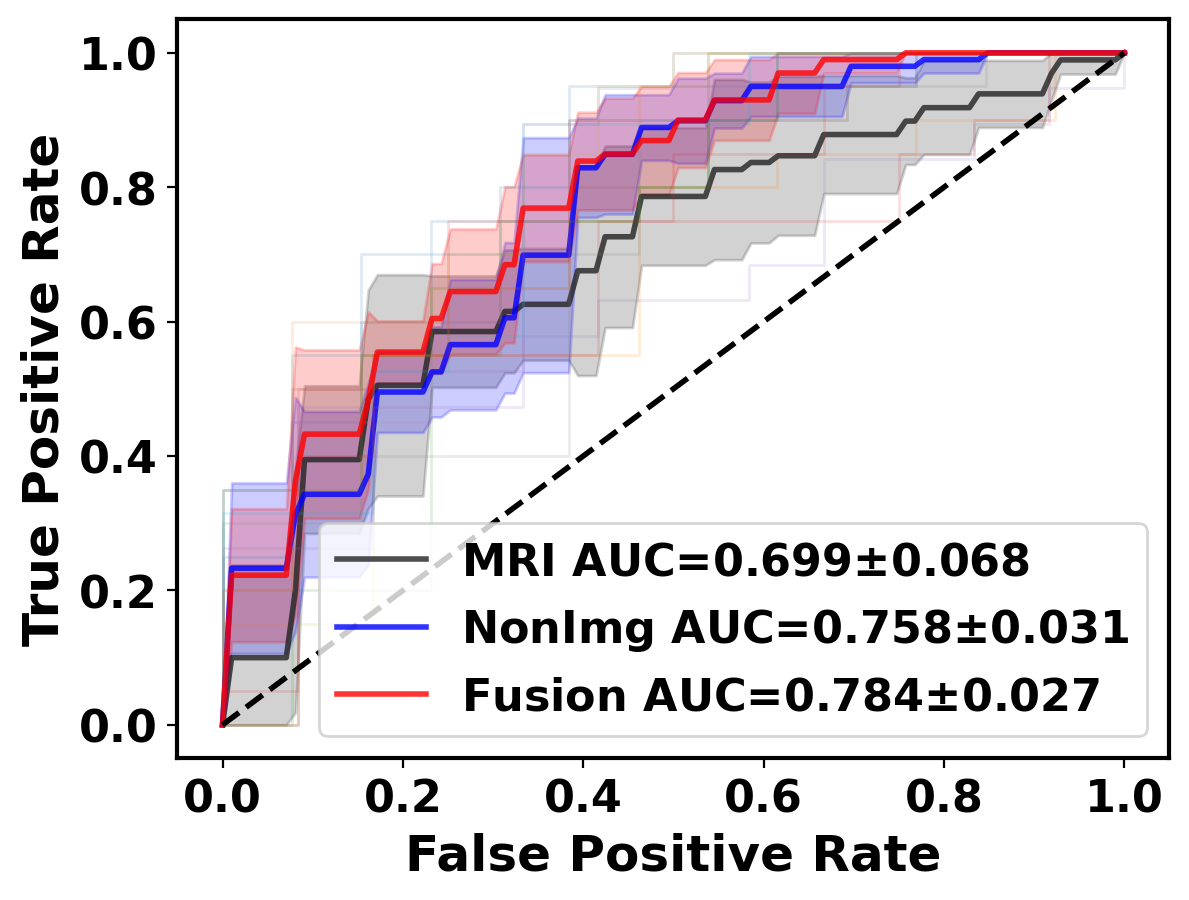 True Positive Rate
1.0
0.8
0.6
0.4
0.2
0.0
MRI AUC=0.699±0.068
NonImg AUC=0.758±0.031
Fusion AUC=0.784±0.027
0.0 0.2 0.4 0.6 0.8 1.0
False Positive Rate